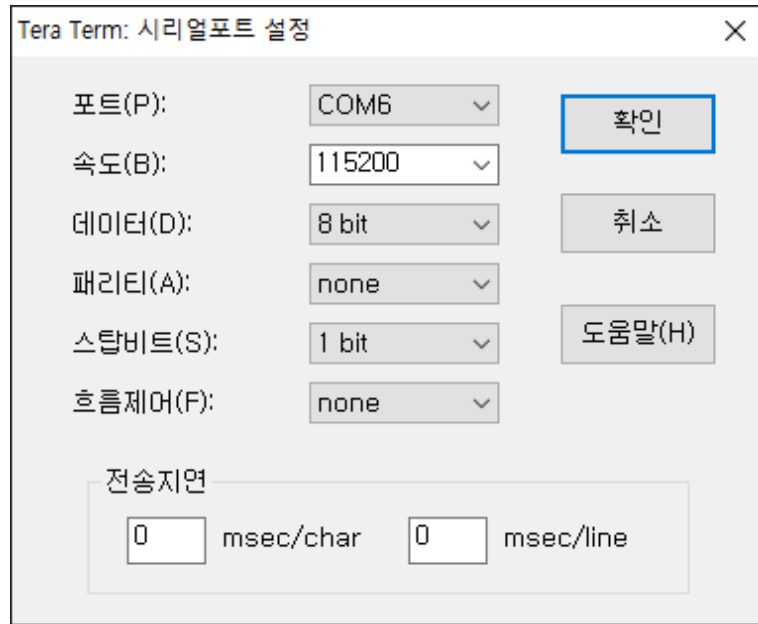 Tera Term: 시리얼포트 설정
포트(P): COM6
확인
속도(B): 115200
데이터(D): 8 bit
취소
패리티(A): none
스탑비트(S): 1 bit
도움말(H)
흐름제어(F): none
전송지연
0 msec/char 0 msec/line